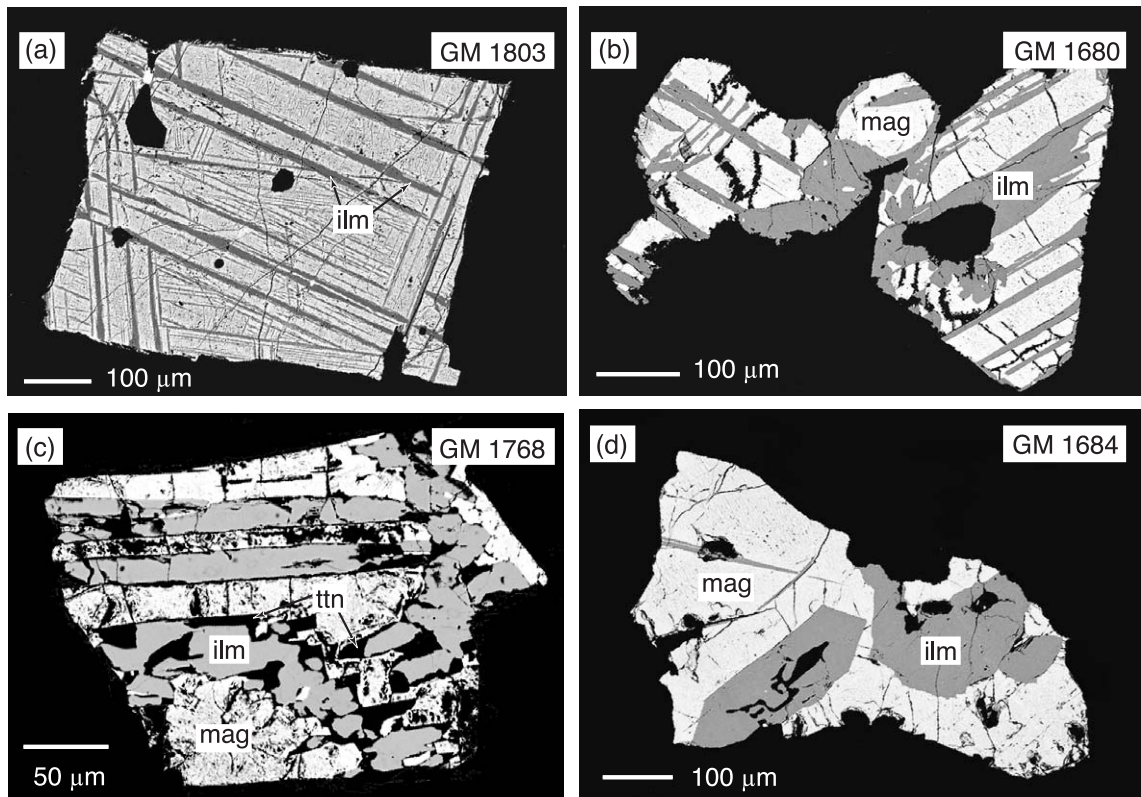 (a)
GM 1803
ilm
100 μm
(b)
GM 1680
mag
ilm
100 μm
(c)
GM 1768
ttn
ilm
mag
50 μm
(d)
GM 1684
mag
ilm
100 μm